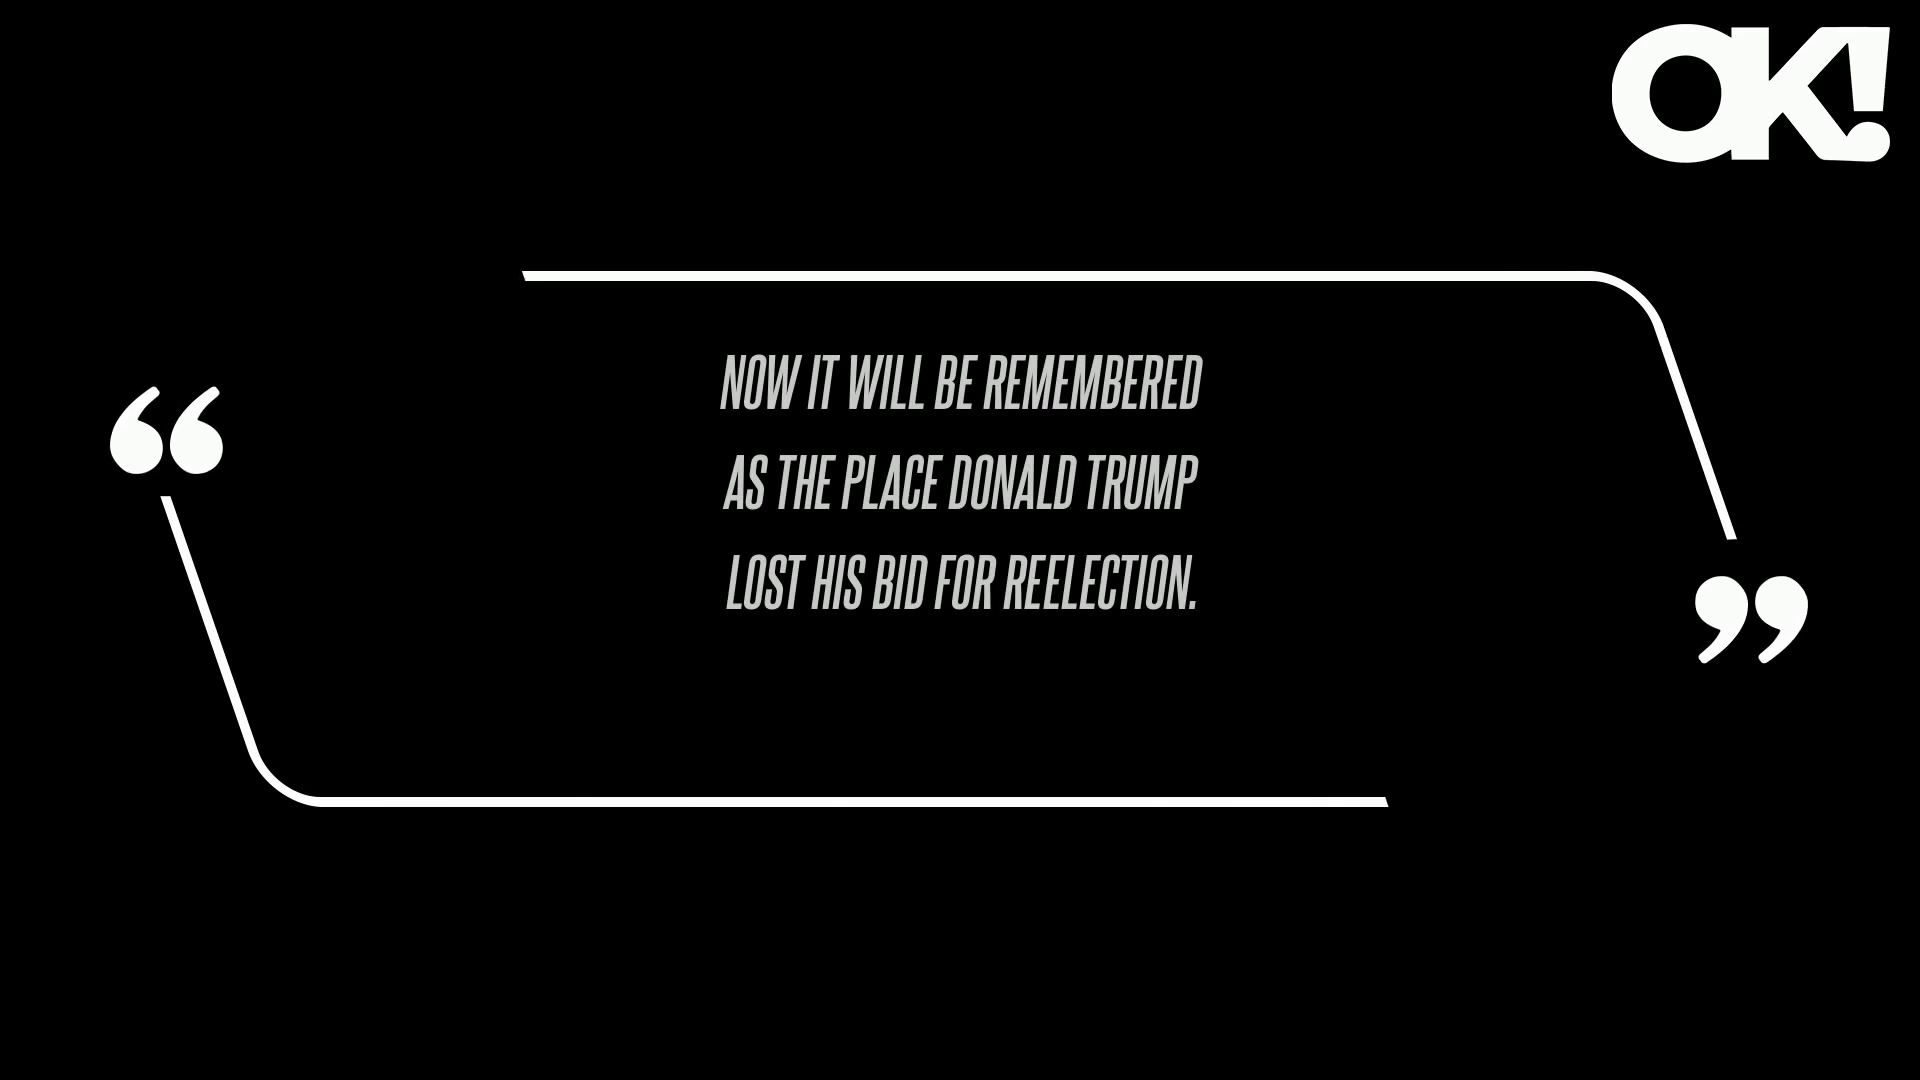 OK!
“
NOW IT WILL BE REMEMBERED
AS THE PLACE DONALD TRUMP
LOST HIS BID FOR REELECTION.
”